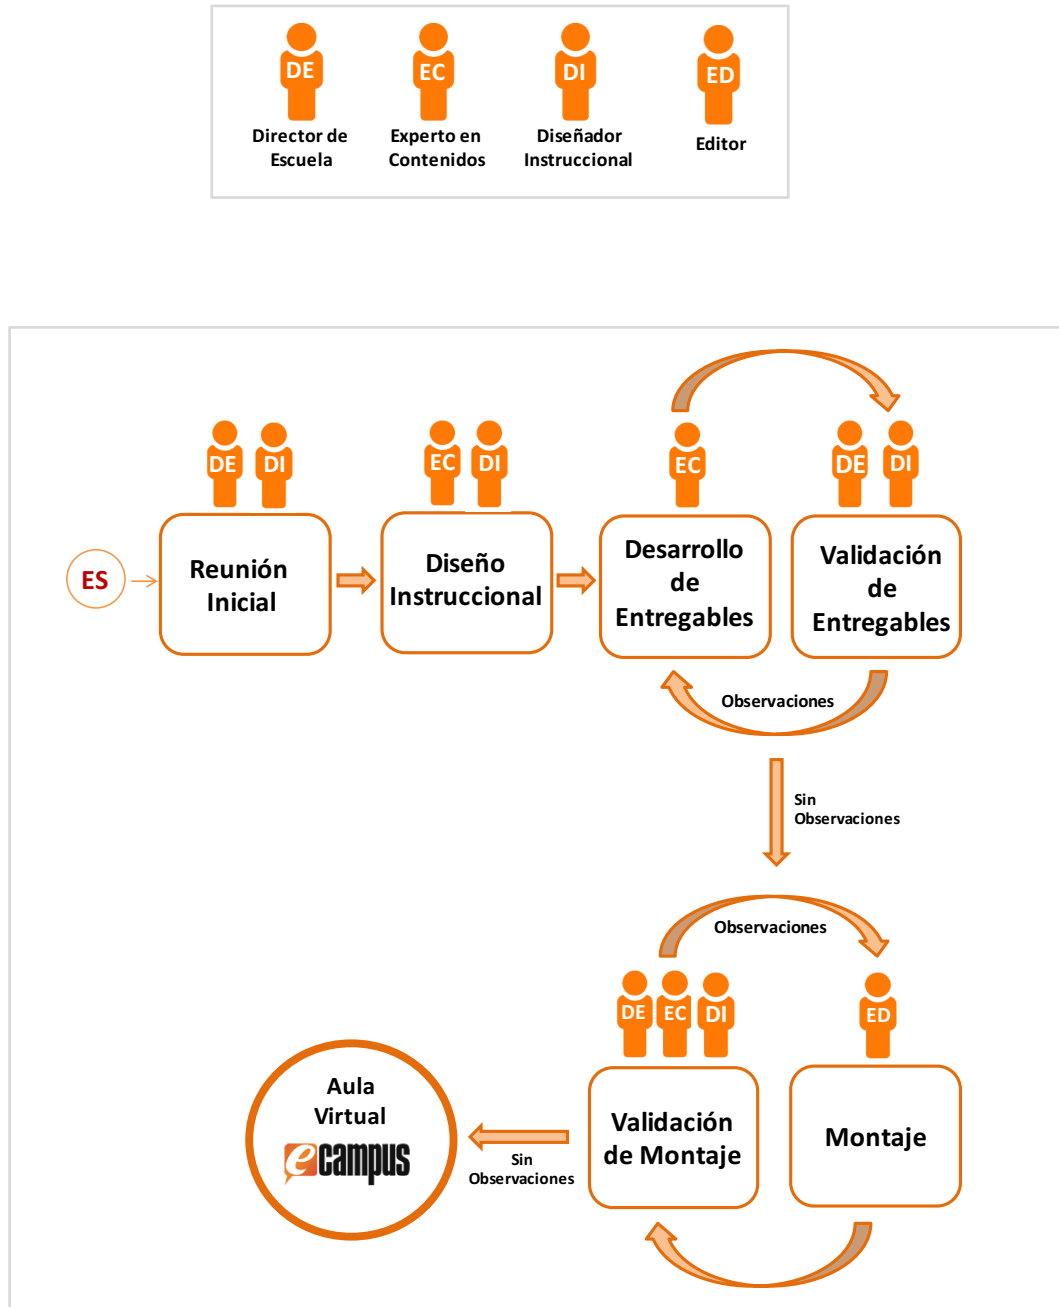 DE
EC
DI
ED
Director de
Escuela
Experto en
Contenidos
Diseñador
Instruccional
Editor
DE
DI
EC
DI
EC
DE
DI
ES
Reunión
Inicial
Diseño
Instruccional
Desarrollo
de
Entregables
Validación
de
Entregables
Observaciones
Sin
Observaciones
Observaciones
DE
EC
DI
ED
Aula
Virtual
ecampus
Sin
Observaciones
Validación
de Montaje
Montaje